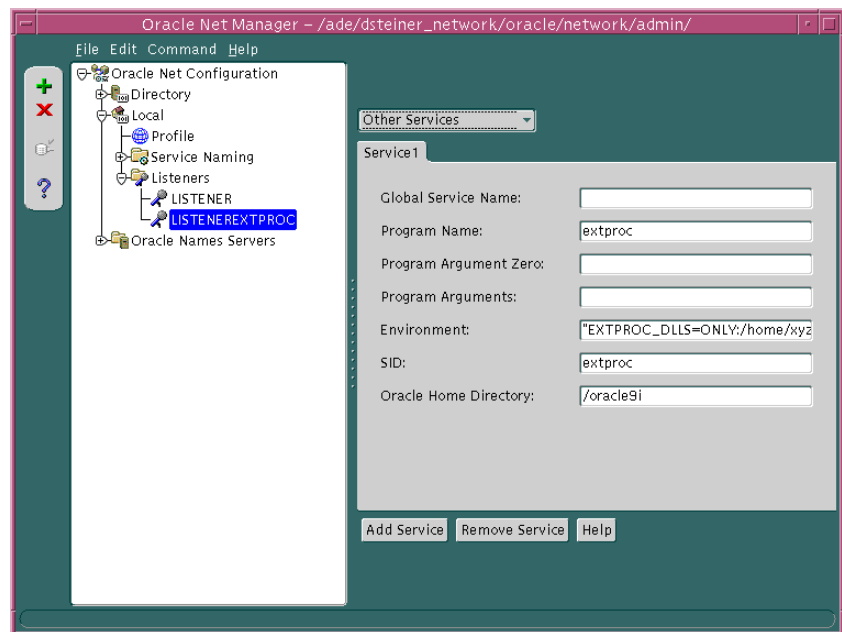 Oracle Net Manager – /ade/dsteiner_network/oracle/network/admin/
File Edit Command Help
Oracle Net Configuration
Directory
Local
Profile
Service Naming
Listeners
LISTENER
LISTENEREXTPROC
Oracle Names Servers
Other Services
Service1
Global Service Name:
Program Name: extproc
Program Argument Zero:
Program Arguments:
Environment: "EXTPROC_DLLS=ONLY:/home/xyz
SID: extproc
Oracle Home Directory: /oracle9i
Add Service Remove Service Help